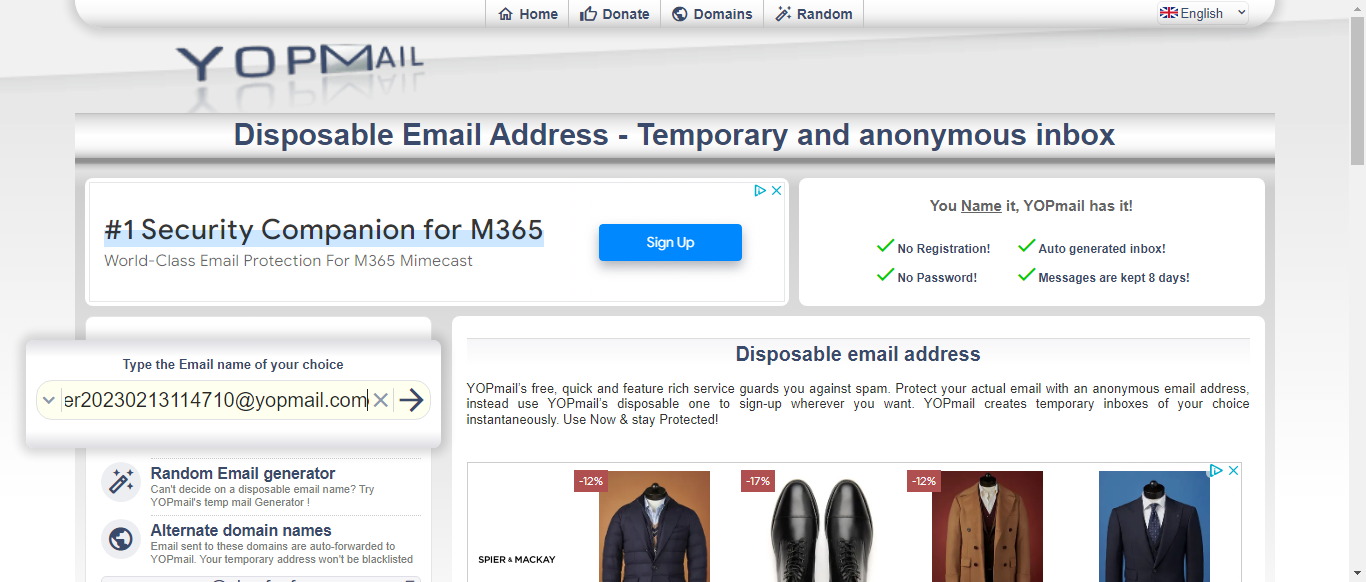 Home Donate Domains Random English
YOPMAIL
Disposable Email Address - Temporary and anonymous inbox
#1 Security Companion for M365
World-Class Email Protection For M365 Mimecast
Sign Up
You Name it, YOPmail has it!
No Registration! Auto generated inbox!
No Password! Messages are kept 8 days!
Type the Email name of your choice
er20230213114710@yopmail.com
Random Email generator
Can't decide on a disposable email name? Try
YOPmail's temp mail Generator !
Alternate domain names
Email sent to these domains are auto-forwarded to
YOPmail. Your temporary address won't be blacklisted
Disposable email address
YOPmail's free, quick and feature rich service guards you against spam. Protect your actual email with an anonymous email address,
instead use YOPmail's disposable one to sign-up wherever you want. YOPmail creates temporary inboxes of your choice
instantaneously. Use Now & stay Protected!
-12% -17% -12%
SPIER & MACKAY